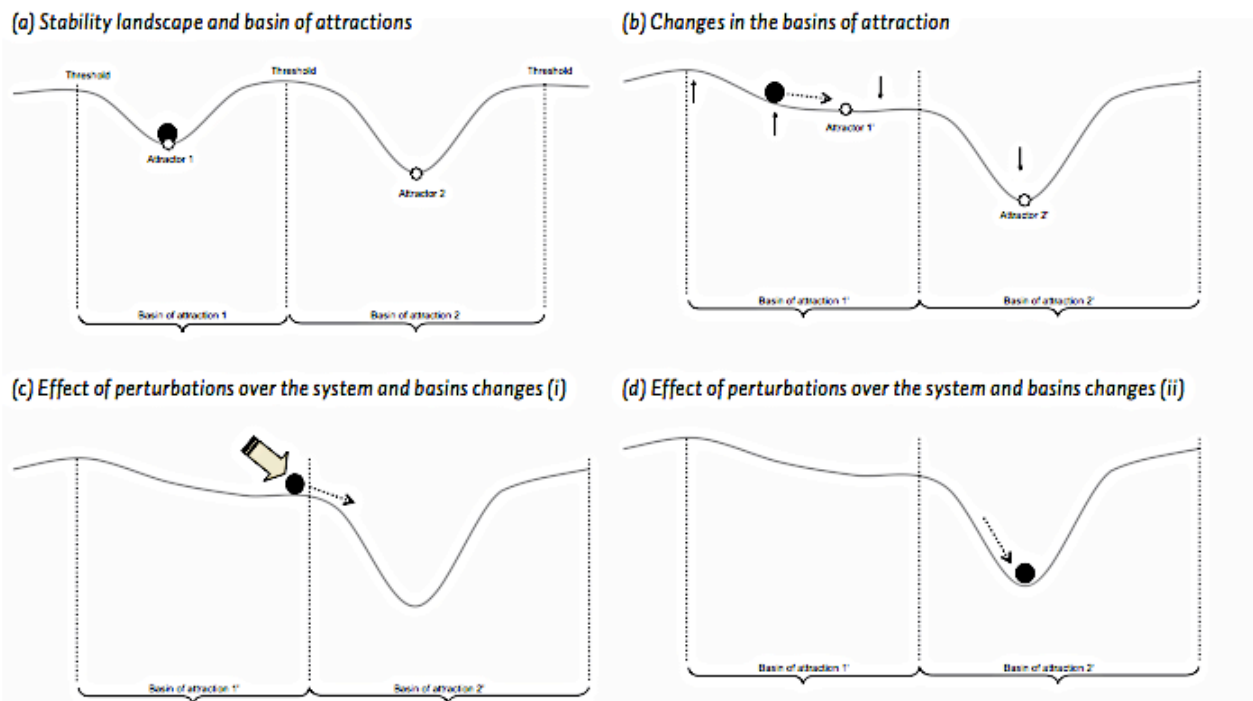 (a) Stability landscape and basin of attractions
Threshold
Threshold
Threshold
Attractor 1
Attractor 2
Basin of attraction 1
Basin of attraction 2
(b) Changes in the basins of attraction
Attractor 1'
Attractor 2'
Basin of attraction 1'
Basin of attraction 2'
(c) Effect of perturbations over the system and basins changes (i)
Basin of attraction 1'
Basin of attraction 2'
(d) Effect of perturbations over the system and basins changes (ii)
Basin of attraction 1'
Basin of attraction 2'